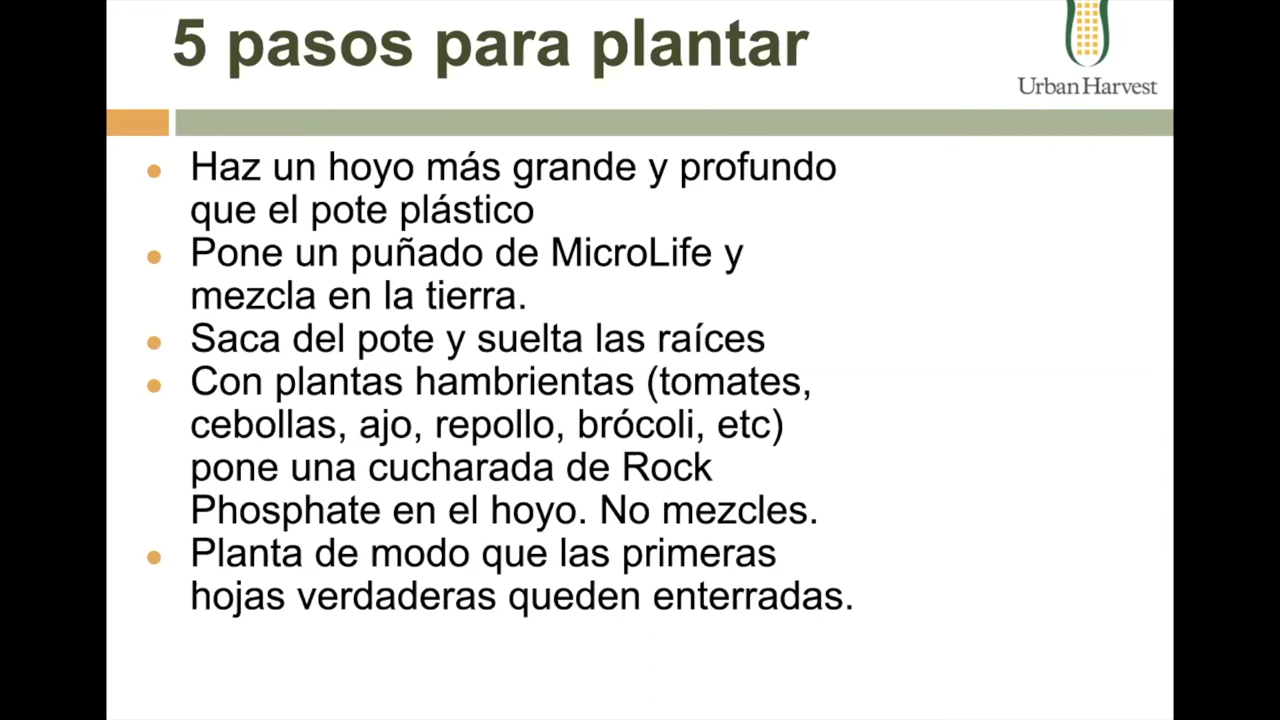 5 pasos para plantar
Urban Harvest
Haz un hoyo más grande y profundo
que el pote plástico
Pone un puñado de MicroLife y
mezcla en la tierra.
Saca del pote y suelta las raíces
Con plantas hambrientas (tomates,
cebollas, ajo, repollo, brócoli, etc)
pone una cucharada de Rock
Phosphate en el hoyo. No mezcles.
Planta de modo que las primeras
hojas verdaderas queden enterradas.